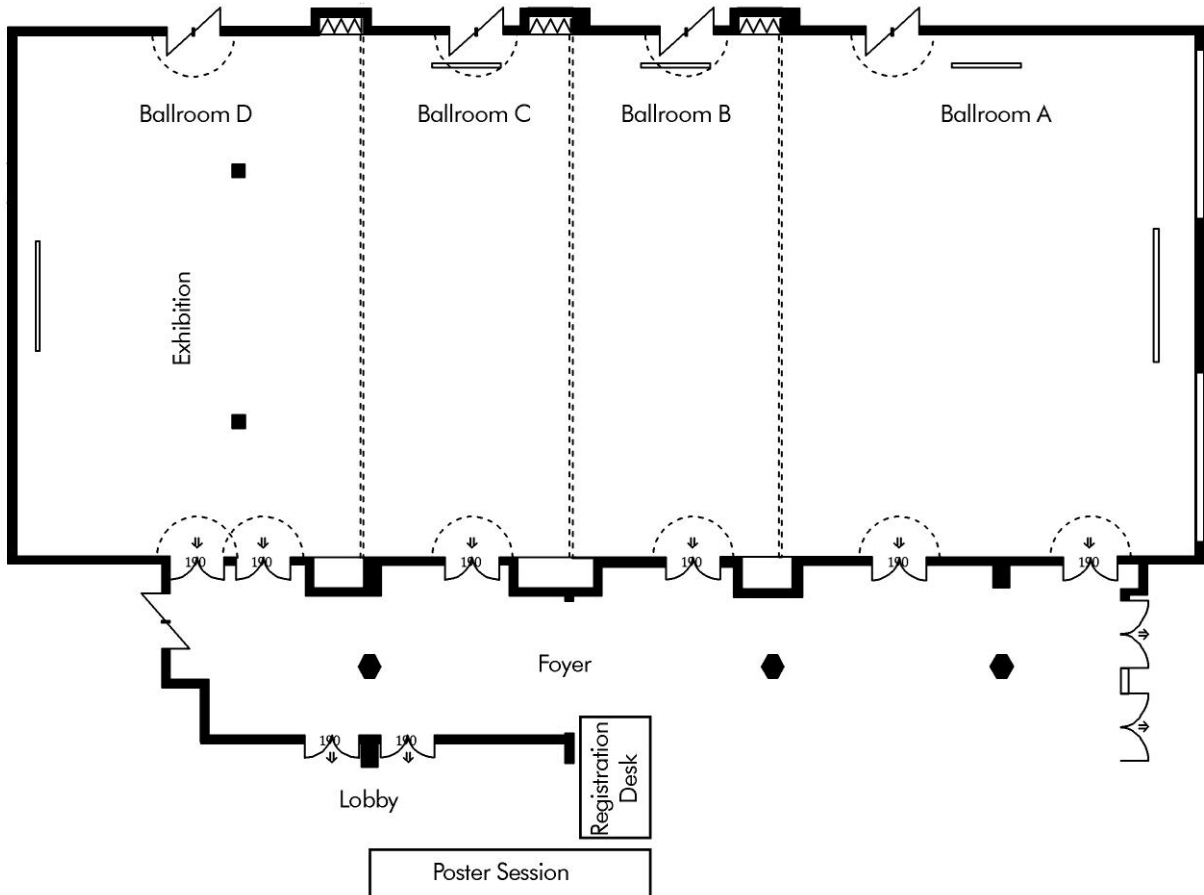 Ballroom D
Ballroom C
Ballroom B
Ballroom A
Exhibition
190
190
190
190
190
190
Foyer
190
190
Registration
Desk
Lobby
Poster Session